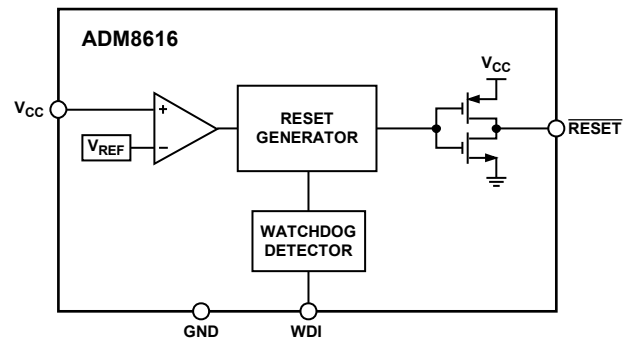 ADM8616
VCC
VCC
+
RESET
GENERATOR
RESET
VREF
−
WATCHDOG
DETECTOR
GND
WDI